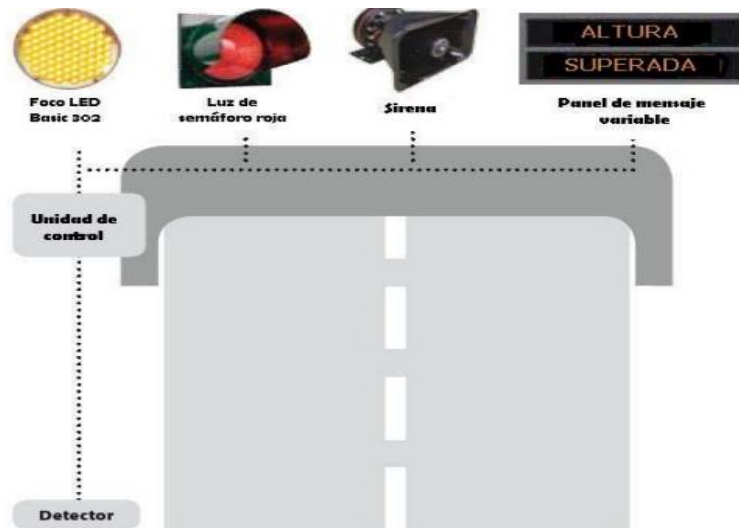 ALTURA
SUPERADA
Foco LED
Basic 302
Luz de
semáforo roja
Sirena
Panel de mensaje
variable
Unidad de
control
Detector